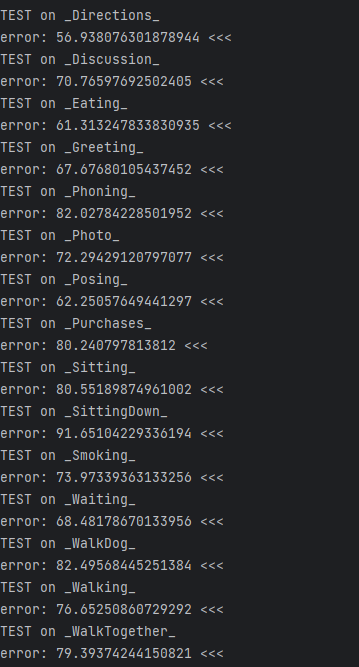 TEST on _Directions_
error: 56.938076301878944 <<<
TEST on _Discussion_
error: 70.76597692502405 <<<
TEST on _Eating_
error: 61.313247833830935 <<<
TEST on _Greeting_
error: 67.67680105437452 <<<
TEST on _Phoning_
error: 82.02784228501952 <<<
TEST on _Photo_
error: 72.29429120797077 <<<
TEST on _Posing_
error: 62.25057649441297 <<<
TEST on _Purchases_
error: 80.240797813812 <<<
TEST on _Sitting_
error: 80.55189874961002 <<<
TEST on _SittingDown_
error: 91.65104229336194 <<<
TEST on _Smoking_
error: 73.97339363133256 <<<
TEST on _Waiting_
error: 68.48178670133956 <<<
TEST on _WalkDog_
error: 82.49568445251384 <<<
TEST on _Walking_
error: 76.65250860729292 <<<
TEST on _WalkTogether_
error: 79.39374244150821 <<<